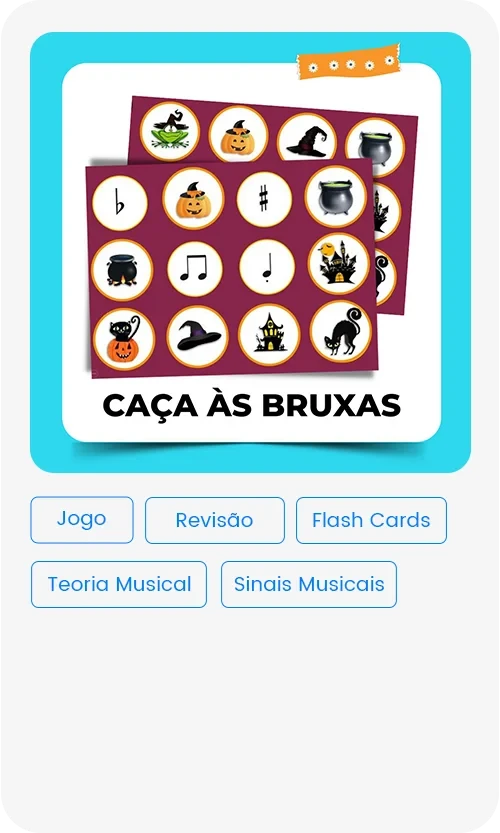 CAÇA ÀS BRUXAS
Jogo
Revisão
Flash Cards
Teoria Musical
Sinais Musicais